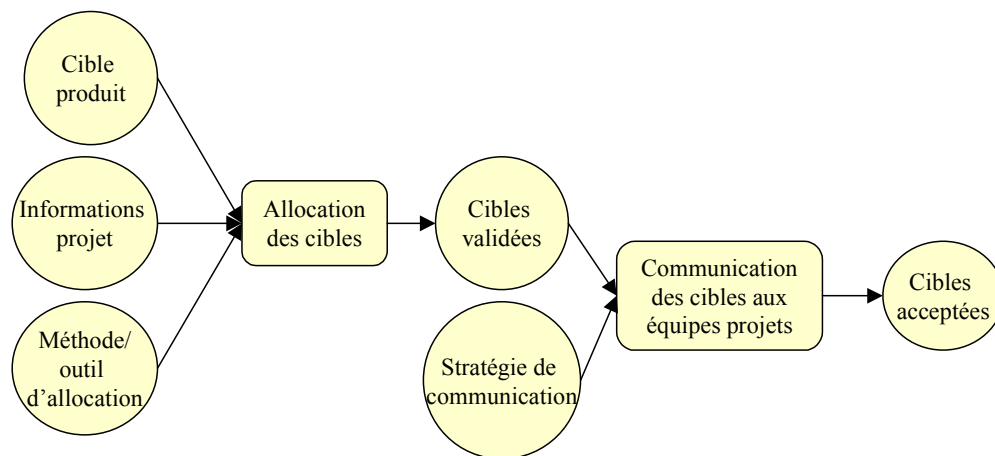 Cible
produit
Informations
projet
Méthode/
outil
d’allocation
Allocation
des cibles
Cibles
validées
Stratégie de
communication
Communication
des cibles aux
équipes projets
Cibles
acceptées